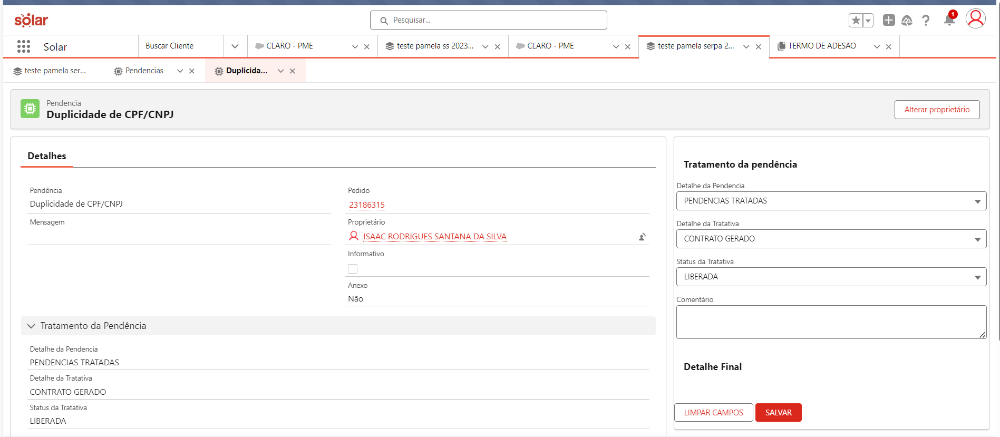 solar
Pesquisar...
1
Solar
Buscar Cliente
CLARO - PME
teste pamela ss 2023...
CLARO - PME
teste pamela serpa 2...
TERMO DE ADESAO
teste pamela ser...
Pendencias
Duplicida...
Pendencia
Duplicidade de CPF/CNPJ
Alterar proprietário
Detalhes
Pendência
Duplicidade de CPF/CNPJ
Mensagem
Pedido
23186315
Proprietário
ISAAC RODRIGUES SANTANA DA SILVA
Informativo
Anexo
Não
Tratamento da Pendência
Detalhe da Pendencia
PENDENCIAS TRATADAS
Detalhe da Tratativa
CONTRATO GERADO
Status da Tratativa
LIBERADA
Tratamento da pendência
Detalhe da Pendencia
PENDENCIAS TRATADAS
Detalhe da Tratativa
CONTRATO GERADO
Status da Tratativa
LIBERADA
Comentário
Detalhe Final
LIMPAR CAMPOS
SALVAR